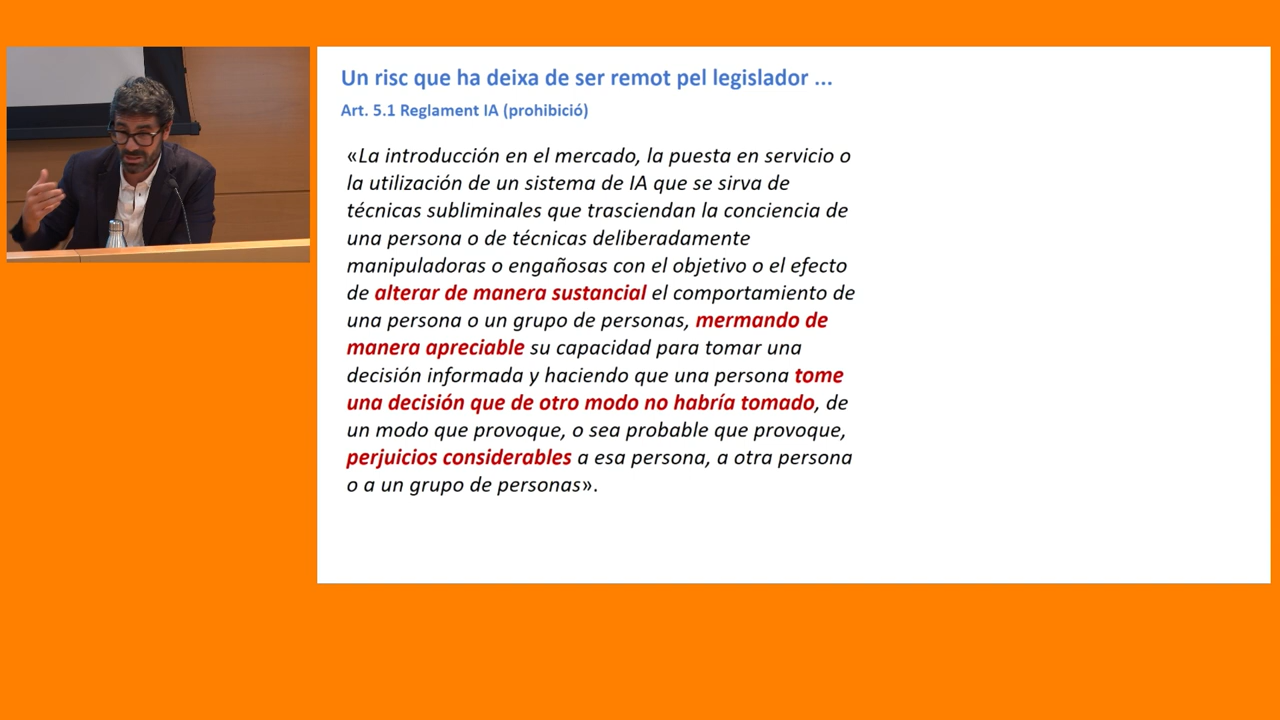 Un risc que ha deixa de ser remot pel legislador ...
Art. 5.1 Reglament IA (prohibició)
«La introducción en el mercado, la puesta en servicio o
la utilización de un sistema de IA que se sirva de
técnicas subliminales que trasciendan la conciencia de
una persona o de técnicas deliberadamente
manipuladoras o engañosas con el objetivo o el efecto
de alterar de manera sustancial el comportamiento de
una persona o un grupo de personas, mermando de
manera apreciable su capacidad para tomar una
decisión informada y haciendo que una persona tome
una decisión que de otro modo no habría tomado, de
un modo que provoque, o sea probable que provoque,
perjuicios considerables a esa persona, a otra persona
o a un grupo de personas».